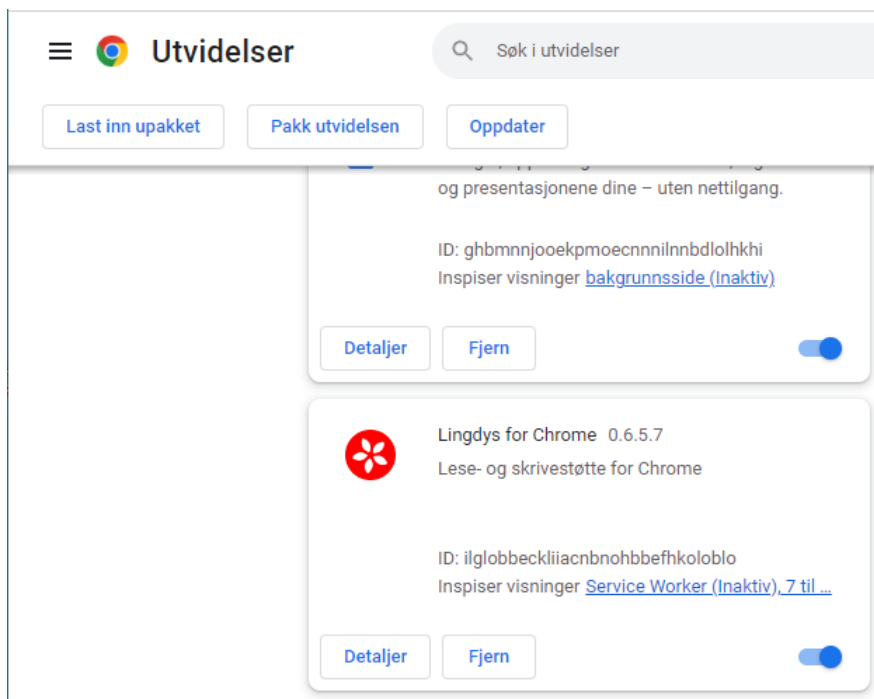 Utvidelser
Søk i utvidelser
Last inn upakket
Pakk utvidelsen
Oppdater
og presentasjonene dine – uten nettilgang.
ID: ghbmnnjooekpmoecnnnilnnbdlolhkhi
Inspiser visninger bakgrunnsside (Inaktiv)
Detaljer
Fjern
Lingdys for Chrome 0.6.5.7
Lese- og skrivestøtte for Chrome
ID: ilglobbeckliiacnbnohbbefhkoloblo
Inspiser visninger Service Worker (Inaktiv), 7 til ...
Detaljer
Fjern